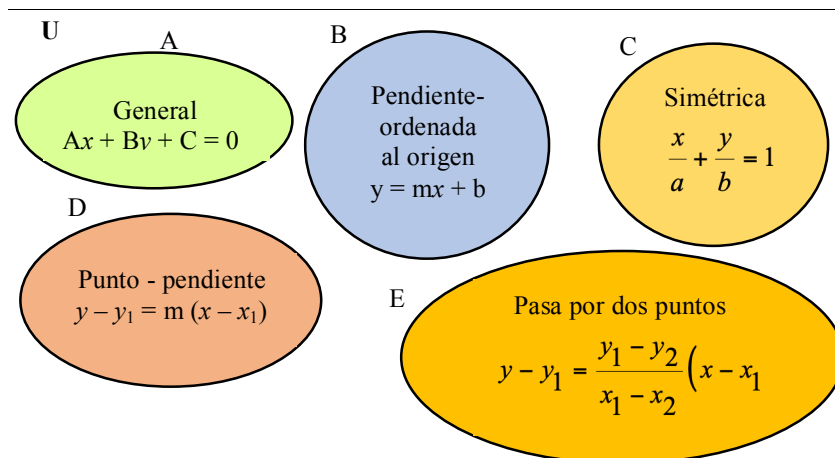 U
A
General
Ax + Bv + C = 0
B
Pendiente-
ordenada
al origen
y = mx + b
C
Simétrica
x/a + y/b = 1
D
Punto - pendiente
y – y₁ = m (x – x₁)
E
Pasa por dos puntos
y − y₁ = (y₁ − y₂)/(x₁ − x₂) (x − x₁